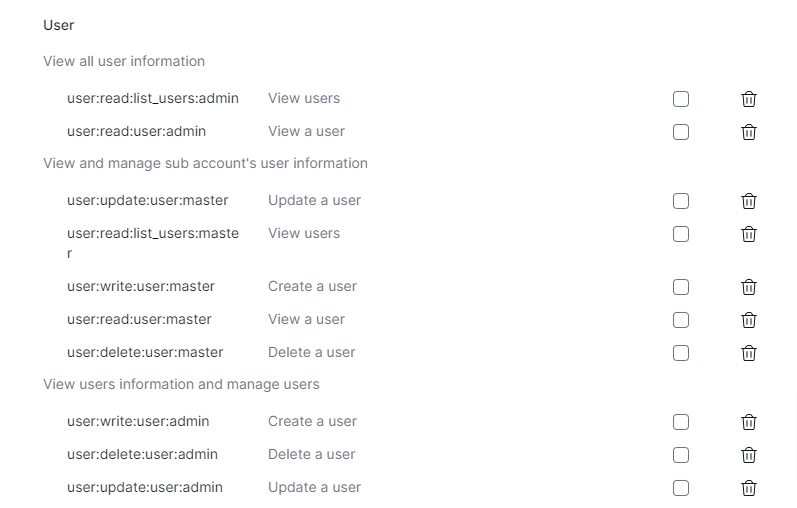 User
View all user information
user:read:list_users:admin View users
user:read:user:admin View a user
View and manage sub account's user information
user:update:user:master Update a user
user:read:list_users:maste View users
r
user:write:user:master Create a user
user:read:user:master View a user
user:delete:user:master Delete a user
View users information and manage users
user:write:user:admin Create a user
user:delete:user:admin Delete a user
user:update:user:admin Update a user